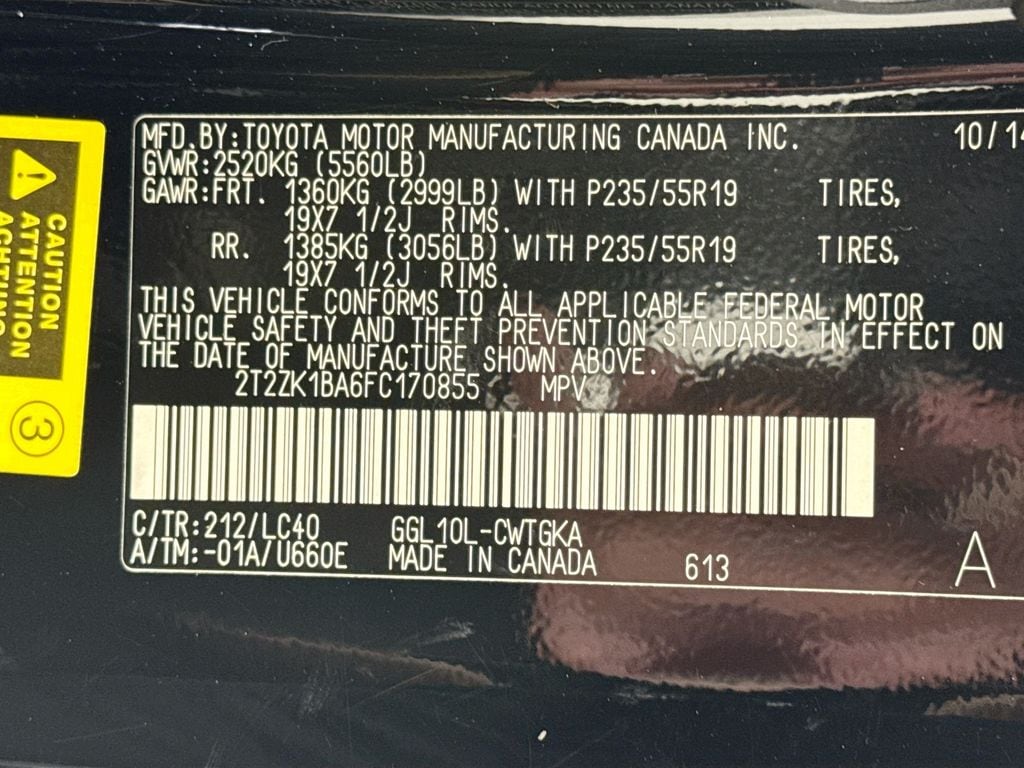 MFD.BY:TOYOTA MOTOR MANUFACTURING CANADA INC. 10/14
GVWR:2520KG (5560LB)
GAWR:FRT. 1360KG (2999LB) WITH P235/55R19 TIRES,
19X7 1/2J RIMS.
RR. 1385KG (3056LB) WITH P235/55R19 TIRES,
19X7 1/2J RIMS.
THIS VEHICLE CONFORMS TO ALL APPLICABLE FEDERAL MOTOR
VEHICLE SAFETY AND THEFT PREVENTION STANDARDS IN EFFECT ON
THE DATE OF MANUFACTURE SHOWN ABOVE.
2T2ZK1BA6FC170855 MPV
C/TR:212/LC40 GGL10L-CWTGKA
A/TM:-01A/U660E MADE IN CANADA 613 A
CAUTION
ATTENTION
ACHTUNG
3